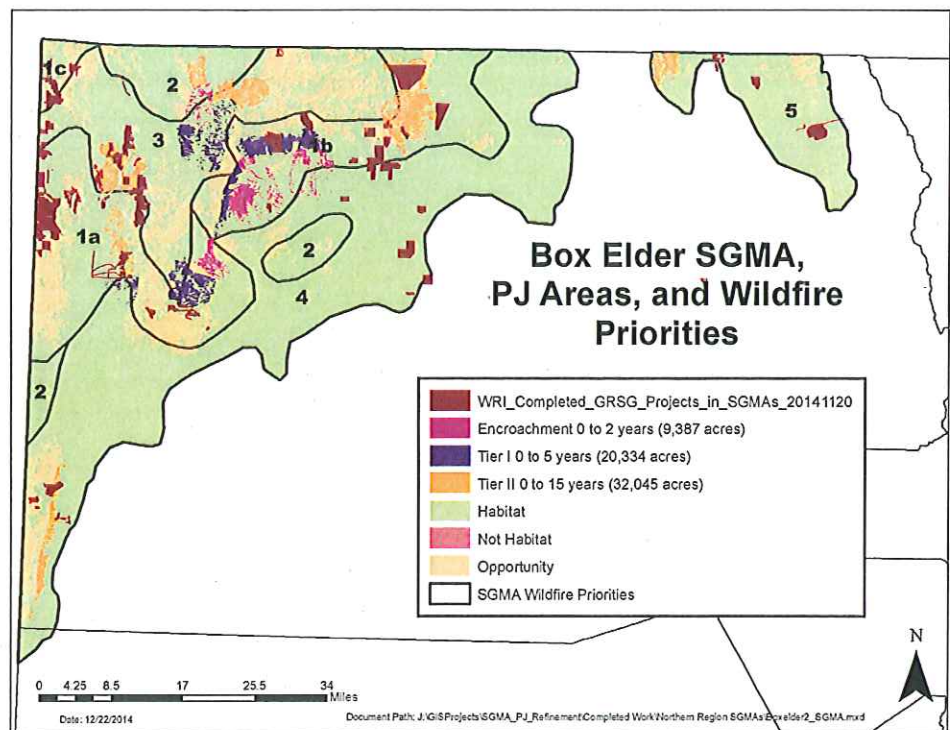 1c
2
3
1b
5
1a
2
4
2
Box Elder SGMA,
PJ Areas, and Wildfire
Priorities
WRI_Completed_GRSG_Projects_in_SGMAs_20141120
Encroachment 0 to 2 years (9,387 acres)
Tier I 0 to 5 years (20,334 acres)
Tier II 0 to 15 years (32,045 acres)
Habitat
Not Habitat
Opportunity
SGMA Wildfire Priorities
N
0 4.25 8.5 17 25.5 34
Miles
Date: 12/22/2014
Document Path: J:\GISProjects\SGMA_PJ_Refinement\Completed Work\Northern Region SGMAs\Boxelder2_SGMA.mxd